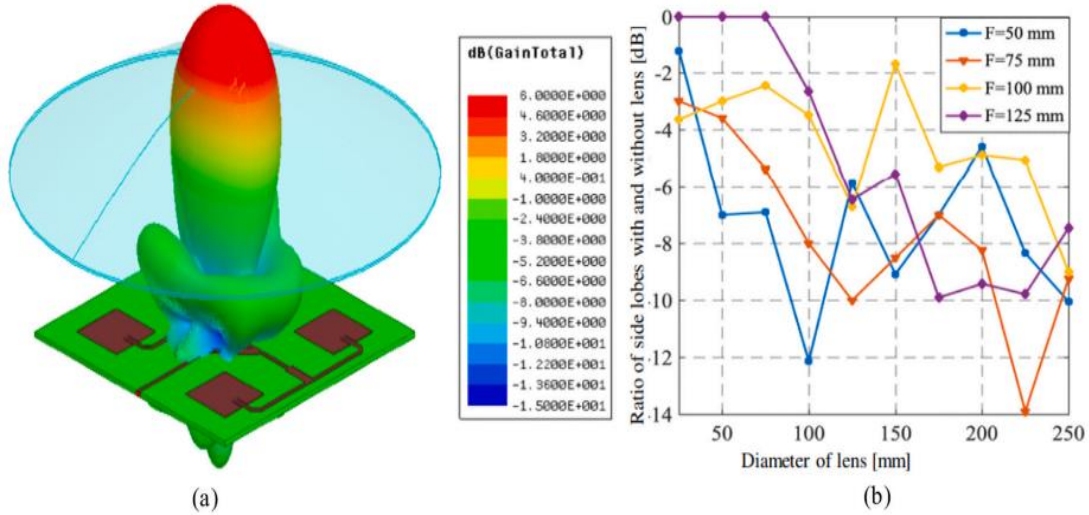 dB(GainTotal)
6.0000E+000
4.6000E+000
3.2000E+000
1.8000E+000
4.0000E-001
-1.0000E+000
-2.4000E+000
-3.8000E+000
-5.2000E+000
-6.6000E+000
-8.0000E+000
-9.4000E+000
-1.0800E+001
-1.2200E+001
-1.3600E+001
-1.5000E+001
(a)
Ratio of side lobes with and without lens [dB]
0
-2
-4
-6
-8
-10
-12
-14
F=50 mm
F=75 mm
F=100 mm
F=125 mm
50
100
150
200
250
Diameter of lens [mm]
(b)